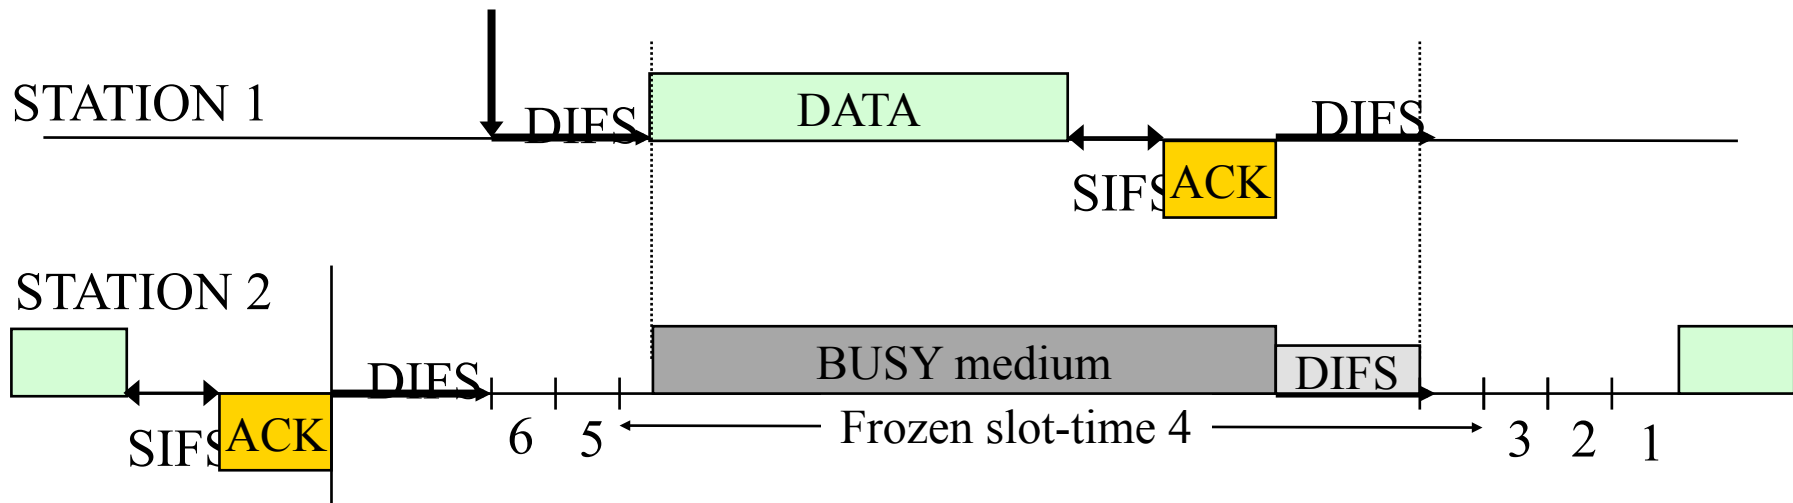 STATION 1
DIFS
DATA
DIFS
SIFS
ACK
STATION 2
DIFS
BUSY medium
DIFS
SIFS
ACK
6
5
Frozen slot-time 4
3
2
1